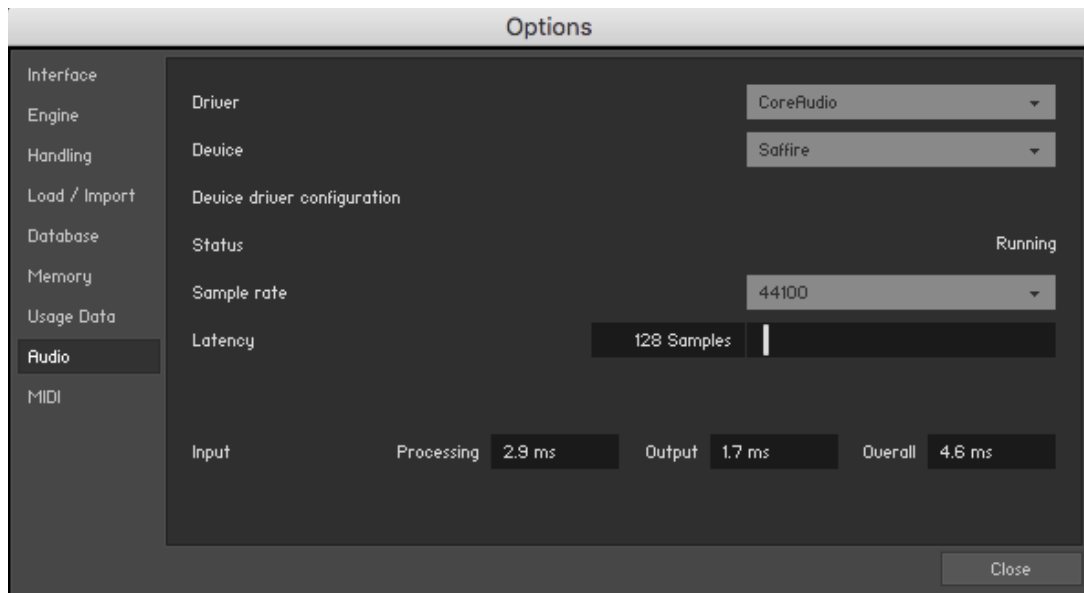 Options
Interface
Engine
Handling
Load / Import
Database
Memory
Usage Data
Audio
MIDI
Driver CoreAudio
Device Saffire
Device driver configuration
Status Running
Sample rate 44100
Latency 128 Samples
Input Processing 2.9 ms Output 1.7 ms Overall 4.6 ms
Close